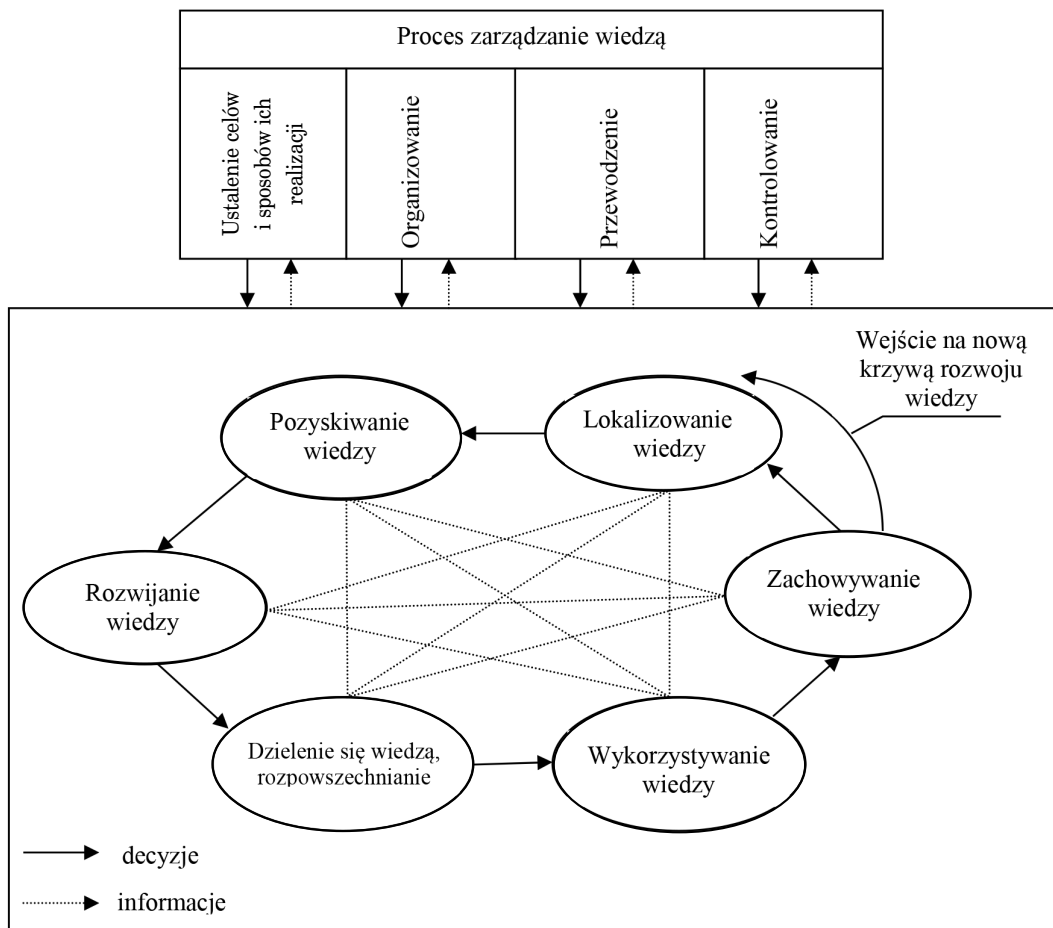 Proces zarządzanie wiedzą
Ustalenie celów
i sposobów ich
realizacji
Organizowanie
Przewodzenie
Kontrolowanie
Wejście na nową
krzywą rozwoju
wiedzy
Pozyskiwanie
wiedzy
Lokalizowanie
wiedzy
Rozwijanie
wiedzy
Zachowywanie
wiedzy
Dzielenie się wiedzą,
rozpowszechnianie
Wykorzystywanie
wiedzy
decyzje
informacje